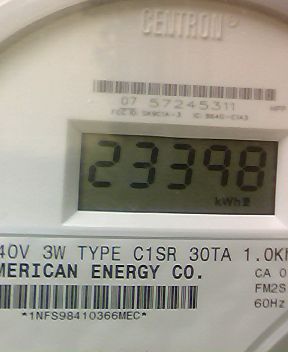 CENTRON
07 57245311
23398
kWh
40V 3W TYPE C1SR 30TA 1.0Kh
MERICAN ENERGY CO.
CA 0
FM2S
60Hz
*1NFS98410366MEC*